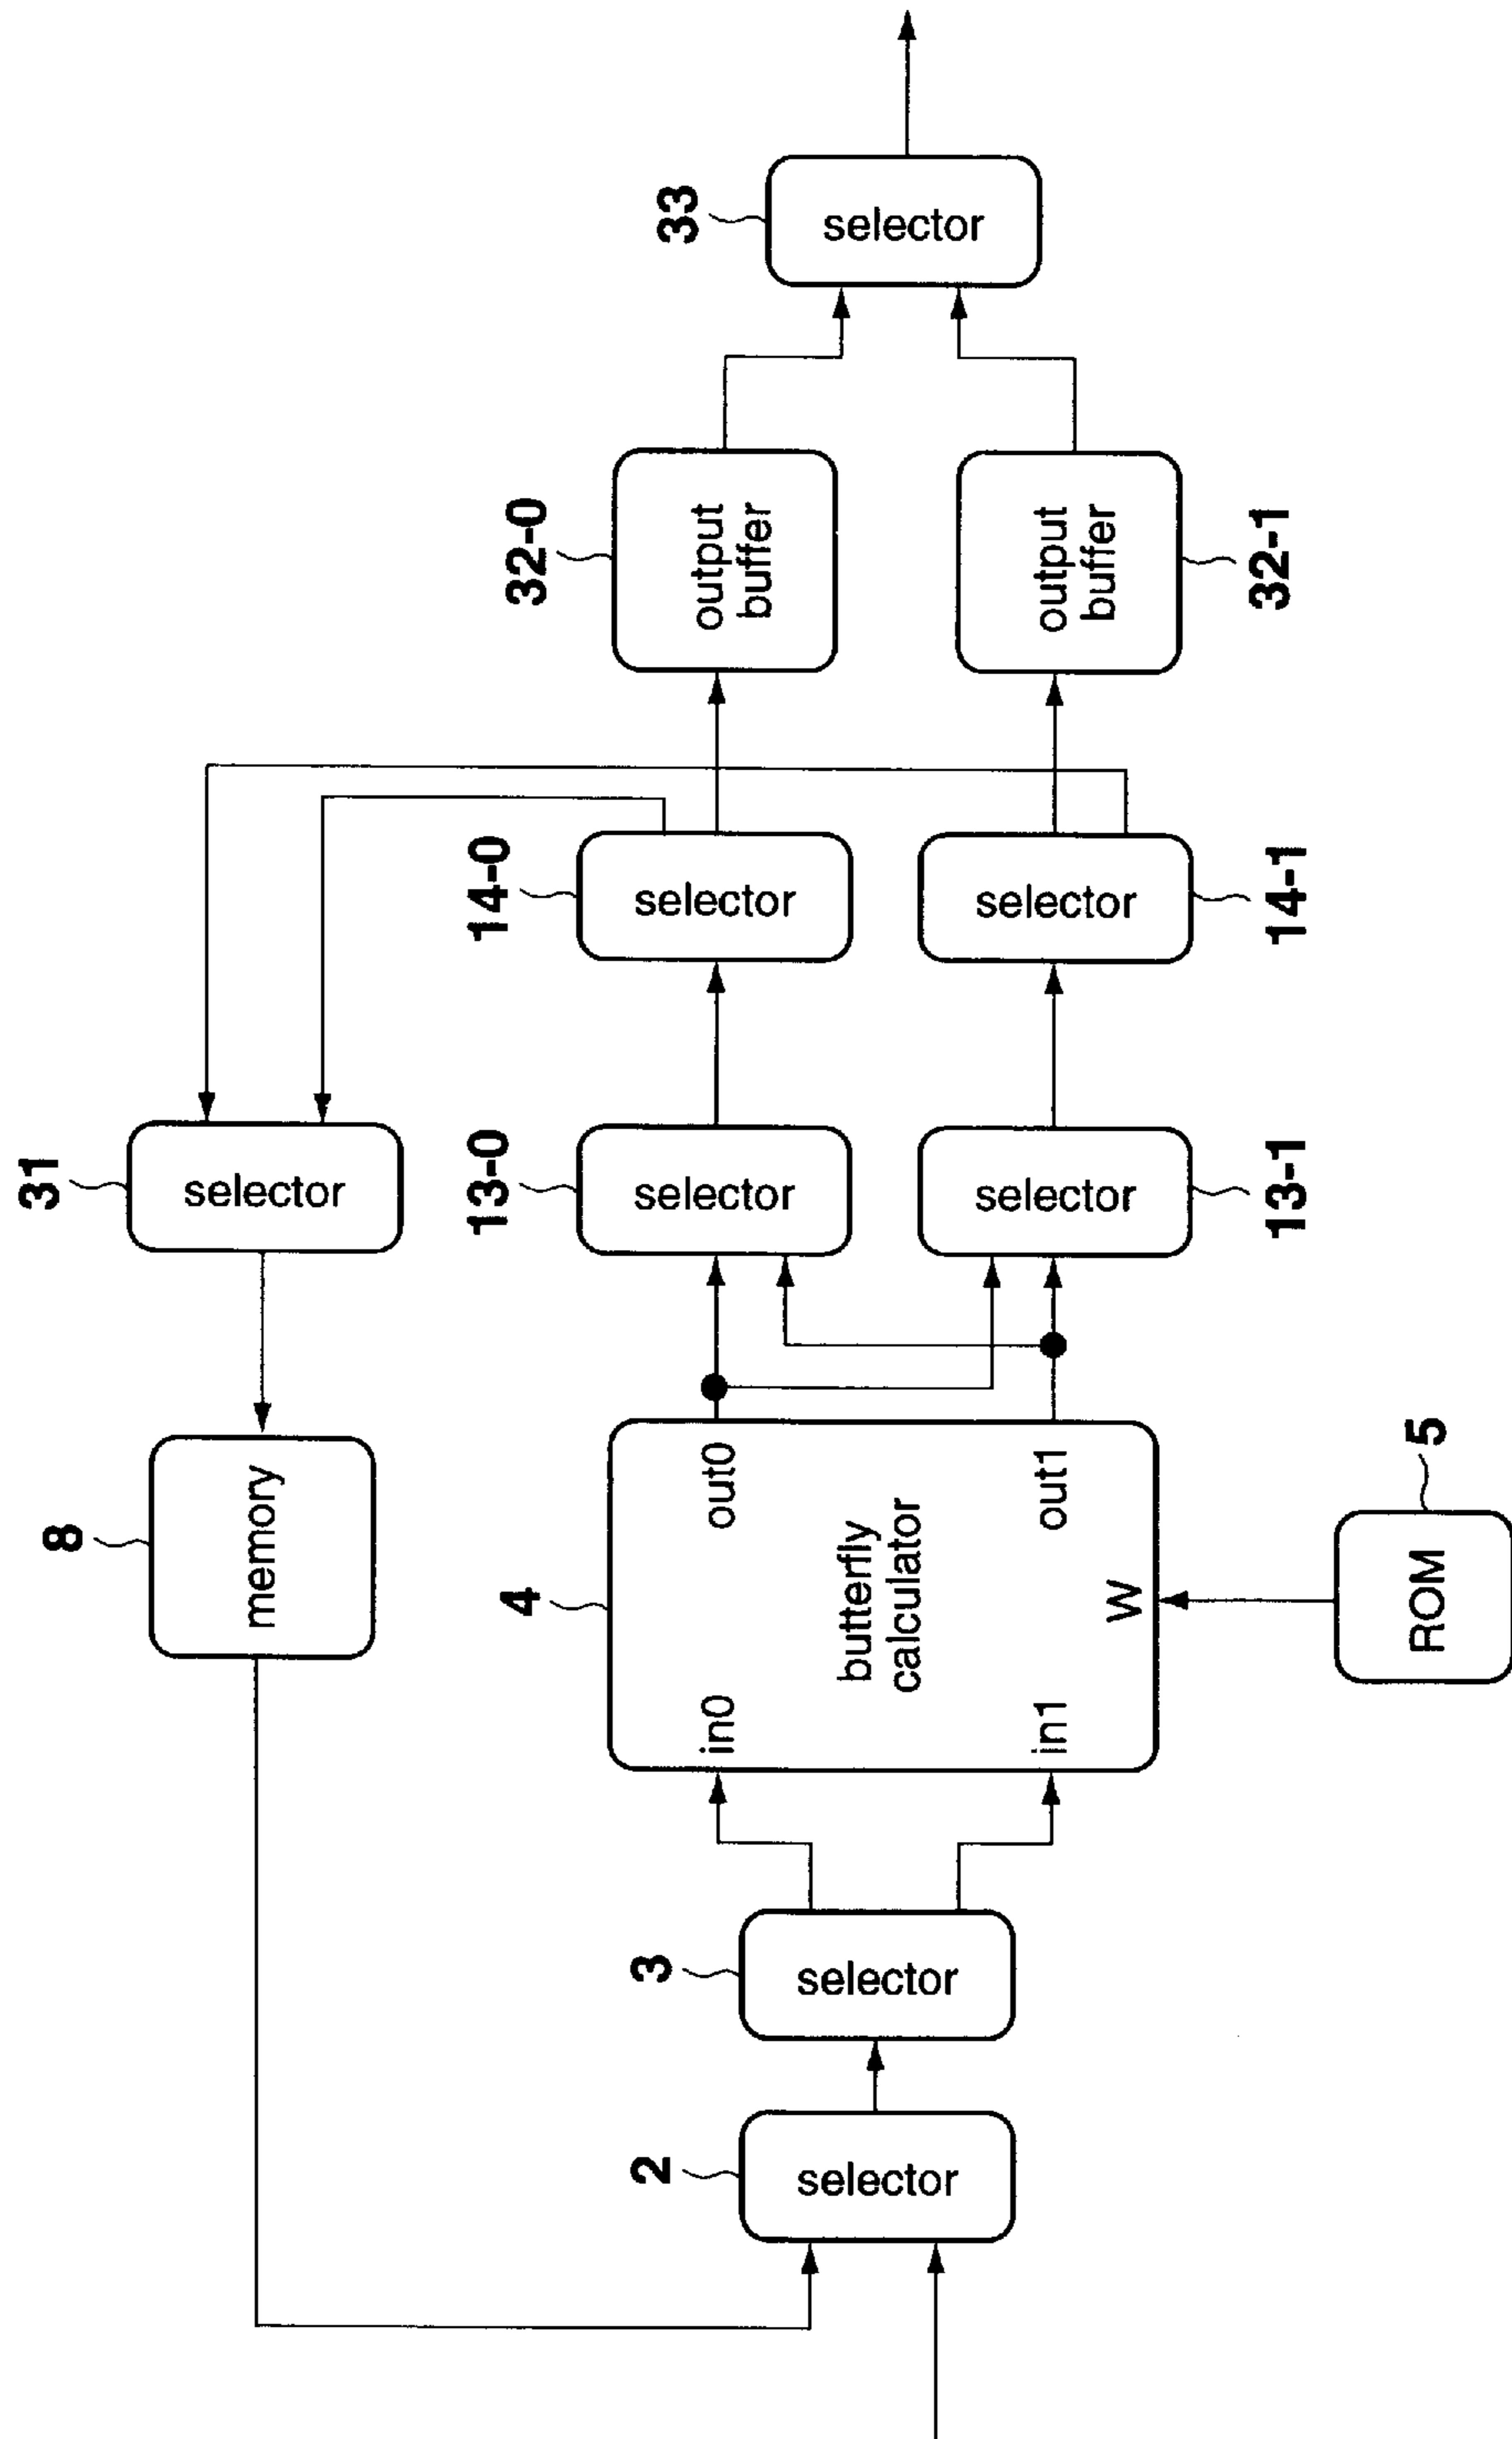 31
selector
8
memory
2
selector
3
selector
4
in0
out0
butterfly
calculator
in1
out1
W
5
ROM
13-0
selector
13-1
selector
14-0
selector
14-1
selector
32-0
output
buffer
32-1
output
buffer
33
selector